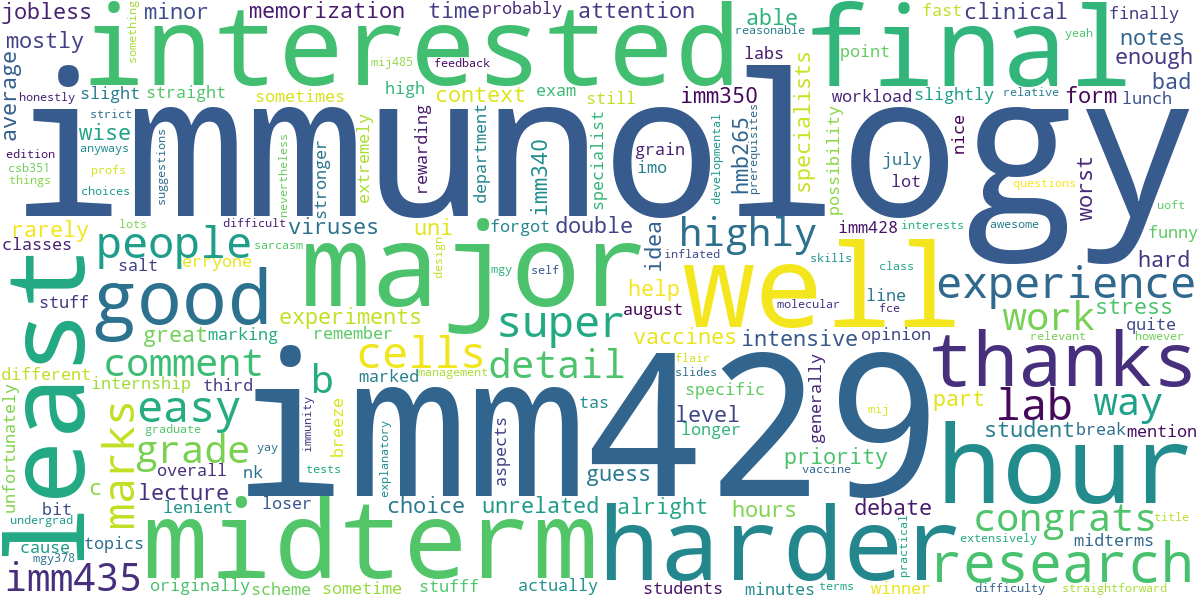 jobless
minor
something
memorization
time
probably
attention
able
reasonable
fast
clinical
yeah
finally
mostly
interested
final
mij485
feedback
labs
point
notes
enough
average
honestly
slight
straight
sometimes
high
context
exam
still
imm350
specialists
workload
slightly
relative
form
lunch
bad
strict
wise
anyways
immunology
suggestions
nevertheless
stronger
extremely
rewarding
department
imm340
specialist
grain
imo
developmental
hmb265
prerequisites
possibility
july
lot
nice
questions
worst
edition
csb351
profs
things
choices
uoft
rarely
lots
difficult
viruses
uni
forgot
double
idea
highly
imm428
interests
awesome
funny
classes
people
sarcasm
major
design
mgy
self
inflated
well
skills
class
hard
salt
erryone
stuff
good
experiments
super
help
august
molecular
line
fce
experience
stress
least
great
marking
remember
vaccines
intensive
opinion
work
quite
relevant
however
different
comment
cells
detail
flair
slides
thanks
internship
third
b
marked
management
specific
generally
mij
part
lab
way
unfortunately
marks
easy
graduate
immunity
breeze
imm429
tas
level
longer
student
break
mention
grade
yay
explanatory
aspects
guess
priority
hour
overall
nk
tests
vaccine
c
lecture
bit
lenient
loser
choice
unrelated
alright
hours
debate
congrats
title
undergrad
cause
mgy378
topics
midterm
harder
practical
extensively
midterms
research
imm435
originally
scheme
sometime
stufff
actually
students
minutes
terms
winner
difficulty
straightforward